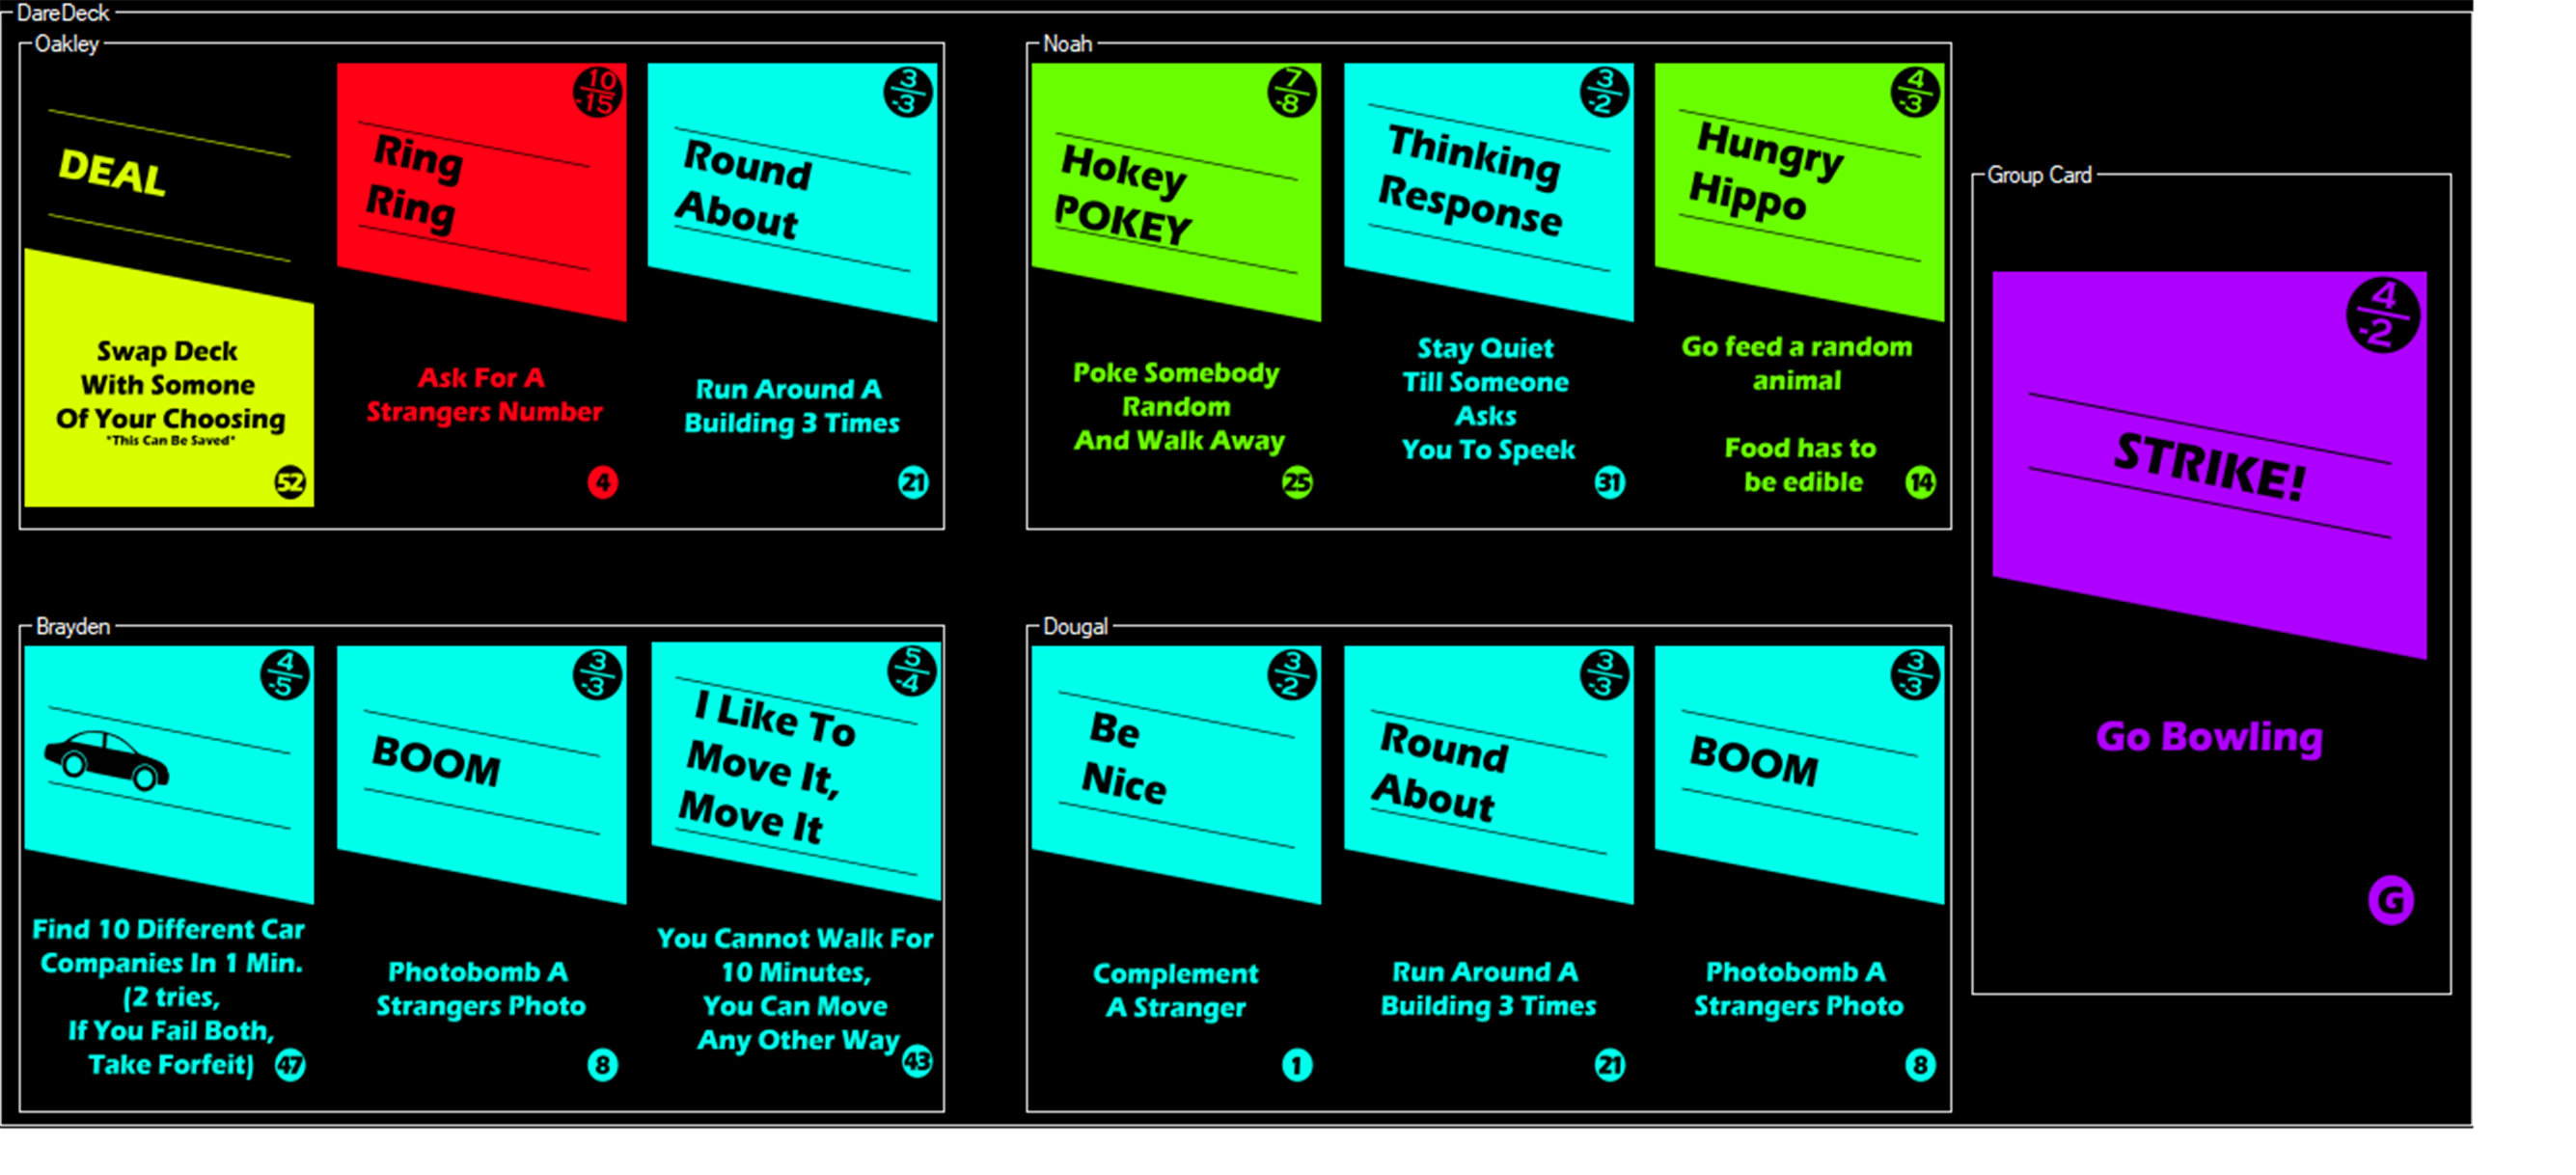 DareDeck
Oakley
DEAL
Swap Deck
With Somone
Of Your Choosing
*This Can Be Saved*
52
10
-15
Ring
Ring
Ask For A
Strangers Number
4
3
-3
Round
About
Run Around A
Building 3 Times
21
Noah
7
-8
Hokey
POKEY
Poke Somebody
Random
And Walk Away
25
3
-2
Thinking
Response
Stay Quiet
Till Someone
Asks
You To Speek
31
4
-3
Hungry
Hippo
Go feed a random
animal
Food has to
be edible
14
Brayden
4
-5
Find 10 Different Car
Companies In 1 Min.
(2 tries,
If You Fail Both,
Take Forfeit)
47
3
-3
BOOM
Photobomb A
Strangers Photo
8
5
-4
I Like To
Move It,
Move It
You Cannot Walk For
10 Minutes,
You Can Move
Any Other Way
43
Dougal
3
-2
Be
Nice
Complement
A Stranger
1
3
-3
Round
About
Run Around A
Building 3 Times
21
3
-3
BOOM
Photobomb A
Strangers Photo
8
Group Card
4
-2
STRIKE!
Go Bowling
G